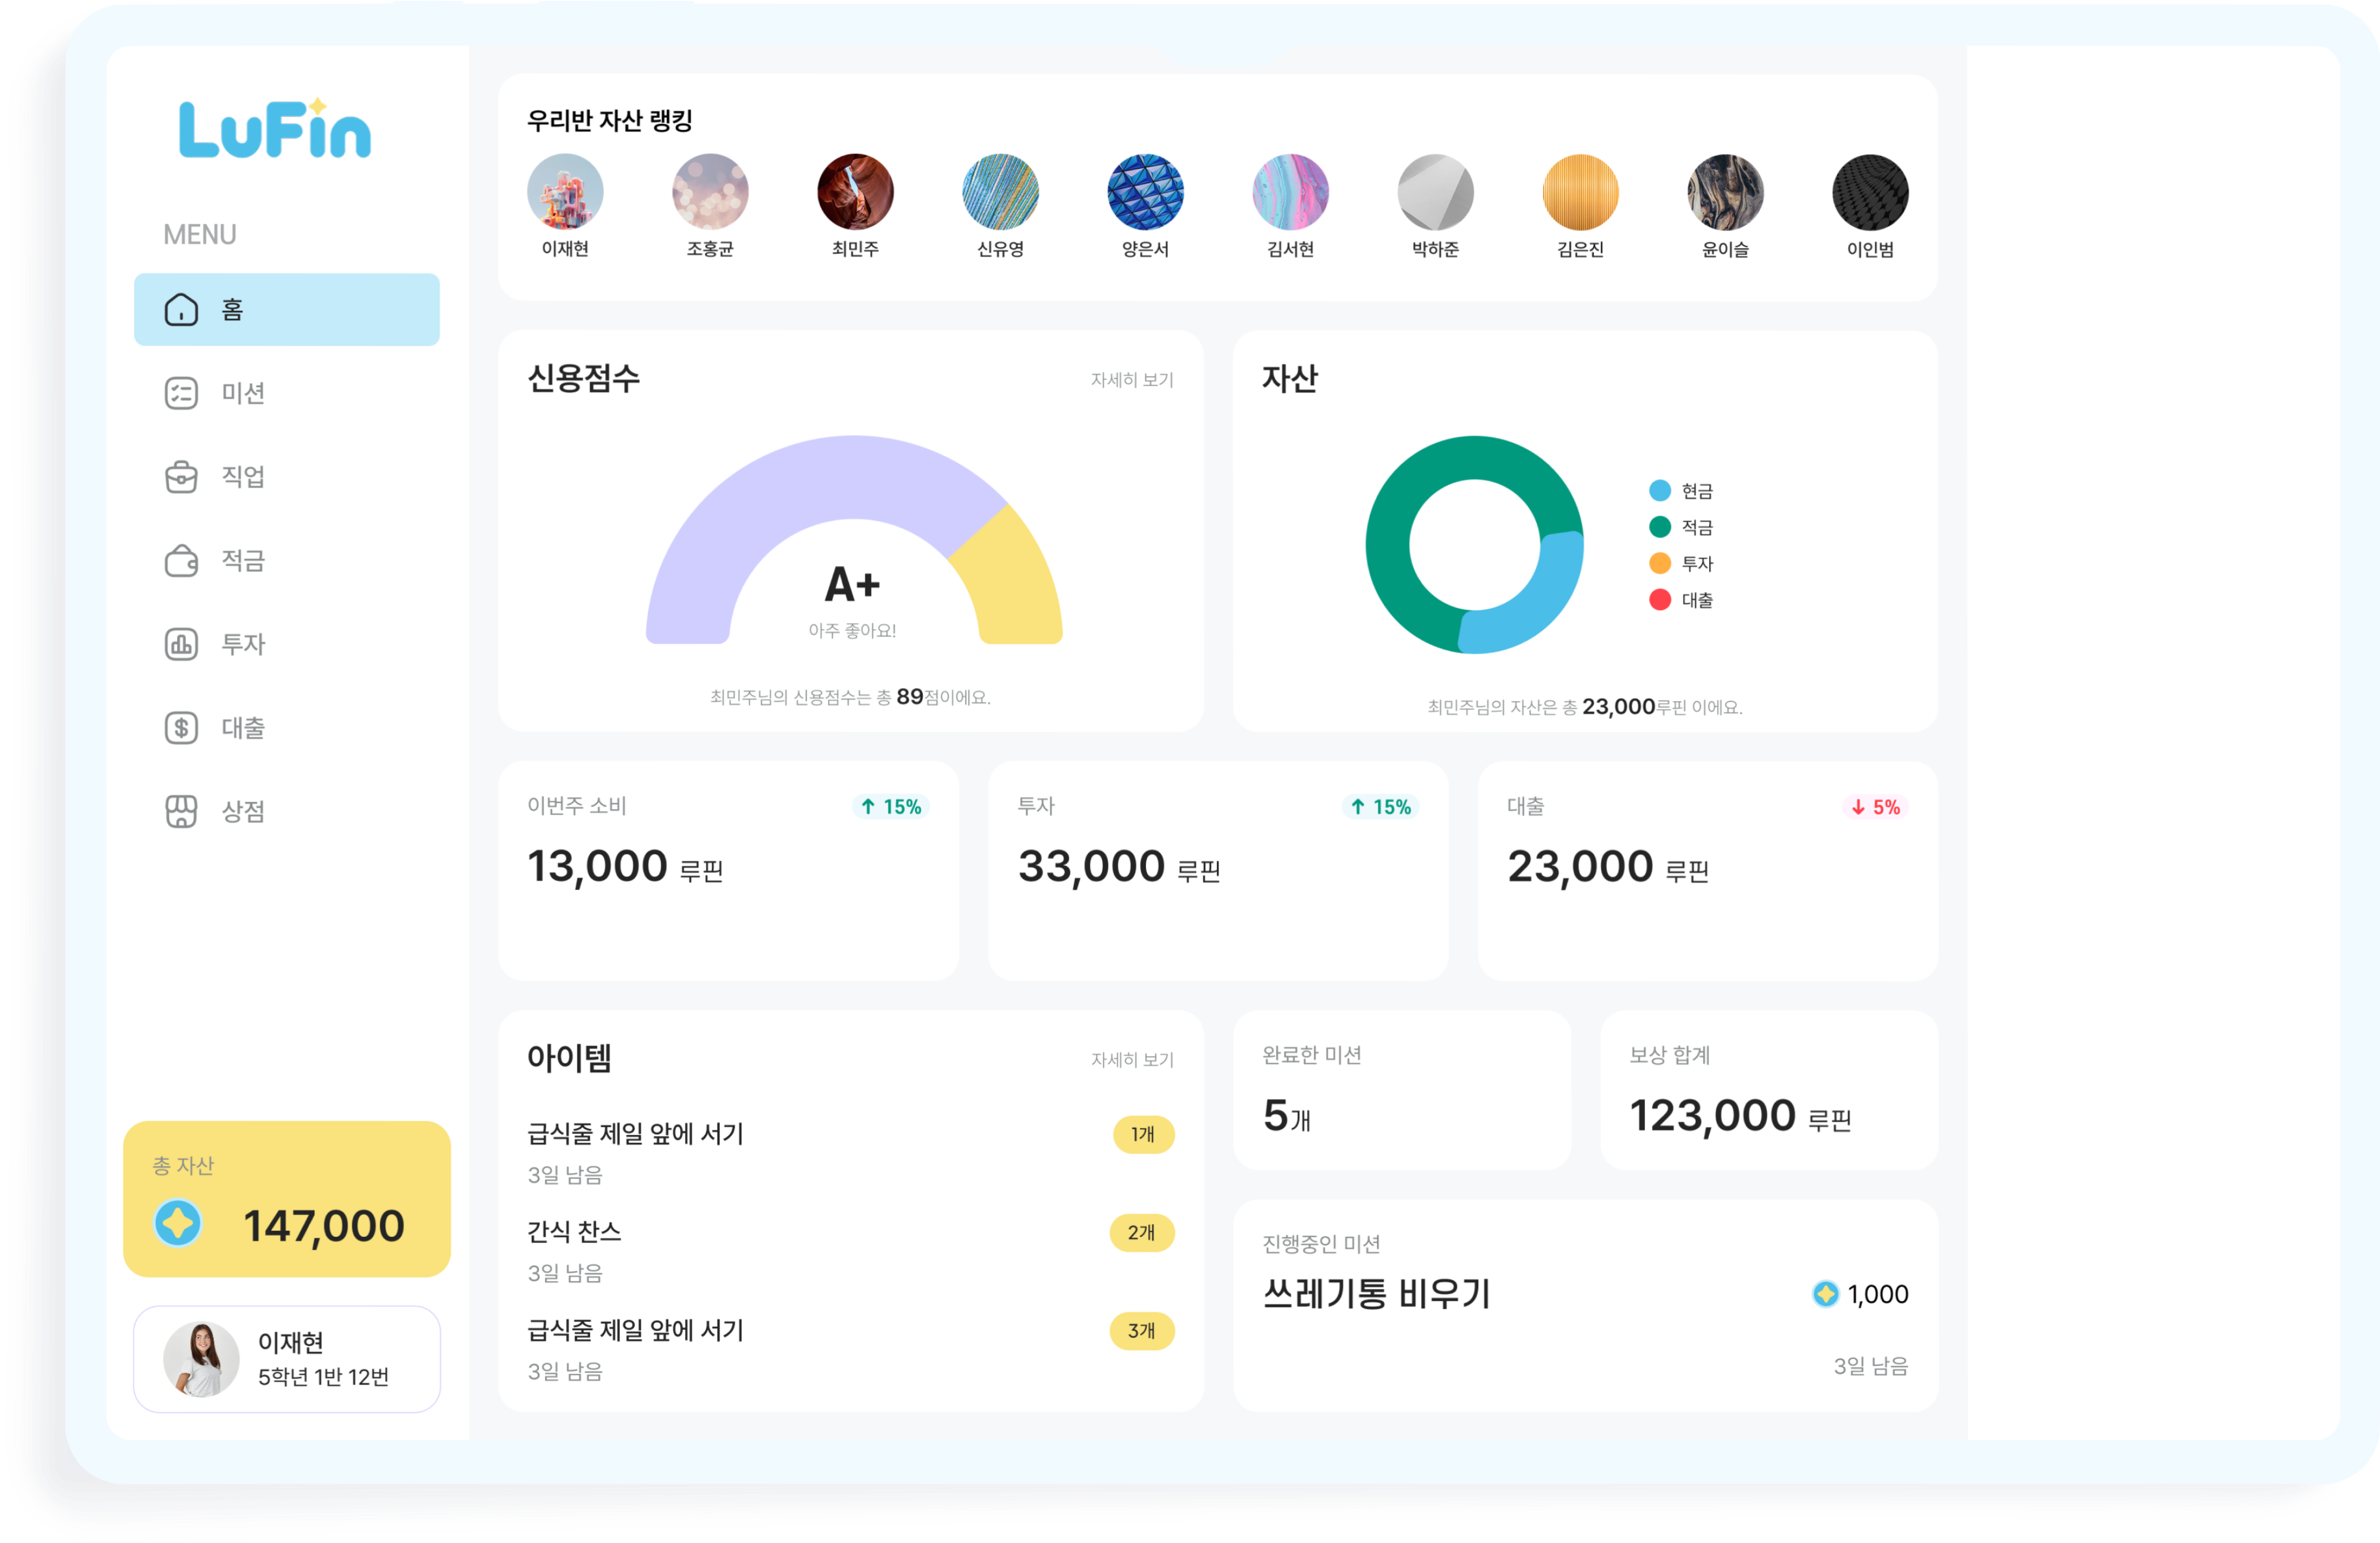 LuFin
MENU
홈
미션
직업
적금
투자
대출
상점
총 자산
147,000
이재현
5학년 1반 12번
우리반 자산 랭킹
이재현 조홍균 최민주 신유영 양은서 김서현 박하준 김은진 윤이슬 이인범
신용점수 자세히 보기
A+
아주 좋아요!
최민주님의 신용점수는 총 89점이에요.
자산
현금
적금
투자
대출
최민주님의 자산은 총 23,000루핀 이에요.
이번주 소비 ↑ 15%
13,000 루핀
투자 ↑ 15%
33,000 루핀
대출 ↓ 5%
23,000 루핀
아이템 자세히 보기
급식줄 제일 앞에 서기 1개
3일 남음
간식 찬스 2개
3일 남음
급식줄 제일 앞에 서기 3개
3일 남음
완료한 미션
5개
보상 합계
123,000 루핀
진행중인 미션
쓰레기통 비우기 1,000
3일 남음